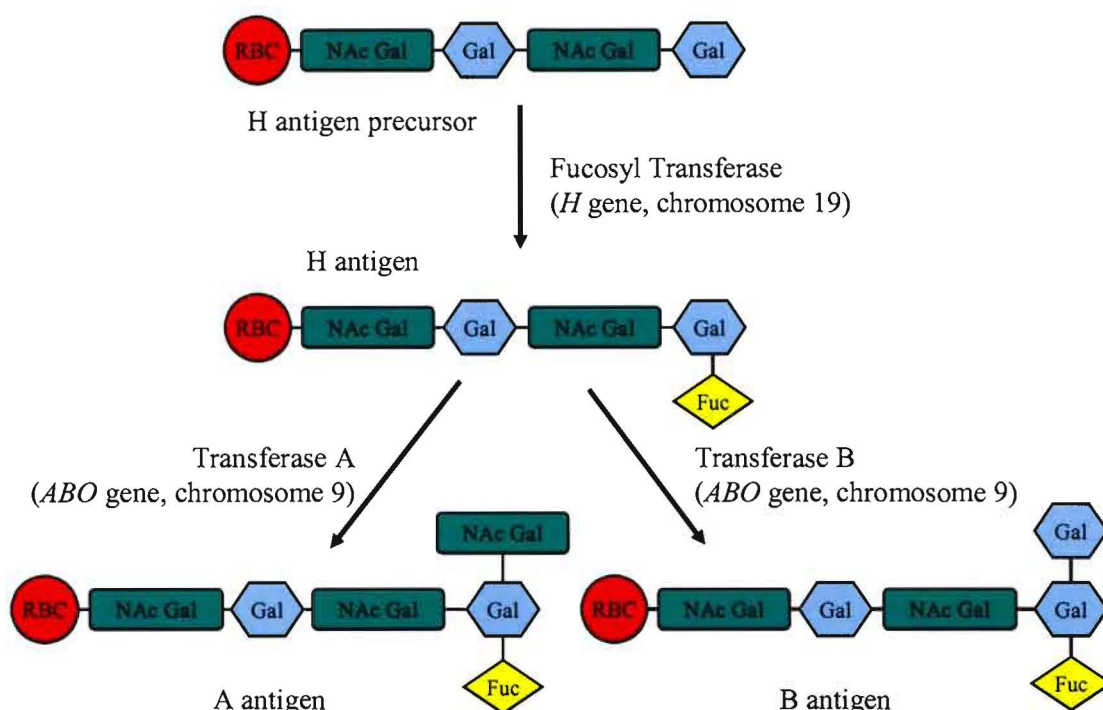 RBC NAc Gal Gal NAc Gal Gal
H antigen precursor
Fucosyl Transferase
(H gene, chromosome 19)
H antigen
RBC NAc Gal Gal NAc Gal Gal
Fuc
Transferase A
(ABO gene, chromosome 9)
Transferase B
(ABO gene, chromosome 9)
NAc Gal
Gal
RBC NAc Gal Gal NAc Gal Gal
Fuc
A antigen
RBC NAc Gal Gal NAc Gal Gal
Fuc
B antigen